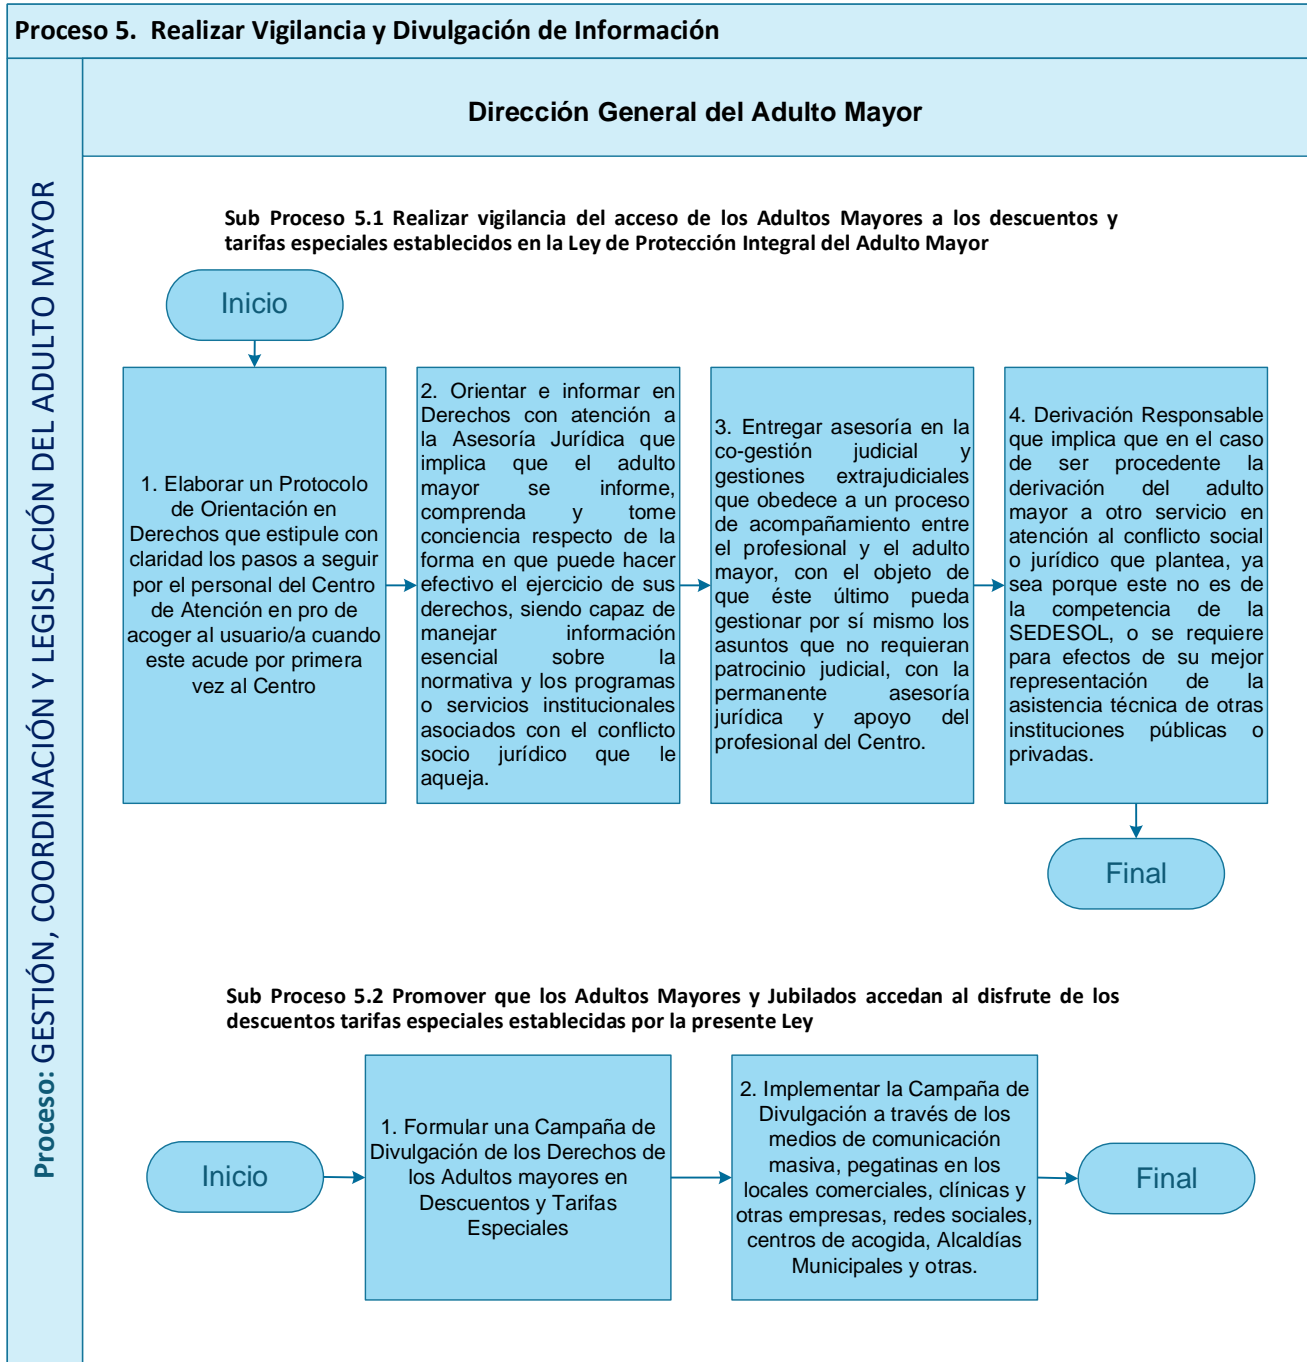 Proceso 5.  Realizar Vigilancia y Divulgación de Información
Dirección General del Adulto Mayor
Proceso: GESTIÓN, COORDINACIÓN Y LEGISLACIÓN DEL ADULTO MAYOR
Sub Proceso 5.1 Realizar vigilancia del acceso de los Adultos Mayores a los descuentos y
tarifas especiales establecidos en la Ley de Protección Integral del Adulto Mayor
Inicio
1. Elaborar un Protocolo
de Orientación en
Derechos que estipule con
claridad los pasos a seguir
por el personal del Centro
de Atención en pro de
acoger al usuario/a cuando
este acude por primera
vez al Centro
2. Orientar e informar en
Derechos con atención a
la Asesoría Jurídica que
implica que el adulto
mayor se informe,
comprenda y tome
conciencia respecto de la
forma en que puede hacer
efectivo el ejercicio de sus
derechos, siendo capaz de
manejar información
esencial sobre la
normativa y los programas
o servicios institucionales
asociados con el conflicto
socio jurídico que le
aqueja.
3. Entregar asesoría en la
co-gestión judicial y
gestiones extrajudiciales
que obedece a un proceso
de acompañamiento entre
el profesional y el adulto
mayor, con el objeto de
que éste último pueda
gestionar por sí mismo los
asuntos que no requieran
patrocinio judicial, con la
permanente asesoría
jurídica y apoyo del
profesional del Centro.
4. Derivación Responsable
que implica que en el caso
de ser procedente la
derivación del adulto
mayor a otro servicio en
atención al conflicto social
o jurídico que plantea, ya
sea porque este no es de
la competencia de la
SEDESOL, o se requiere
para efectos de su mejor
representación de la
asistencia técnica de otras
instituciones públicas o
privadas.
Final
Sub Proceso 5.2 Promover que los Adultos Mayores y Jubilados accedan al disfrute de los
descuentos tarifas especiales establecidas por la presente Ley
Inicio
1. Formular una Campaña de
Divulgación de los Derechos de
los Adultos mayores en
Descuentos y Tarifas
Especiales
2. Implementar la Campaña de
Divulgación a través de los
medios de comunicación
masiva, pegatinas en los
locales comerciales, clínicas y
otras empresas, redes sociales,
centros de acogida, Alcaldías
Municipales y otras.
Final